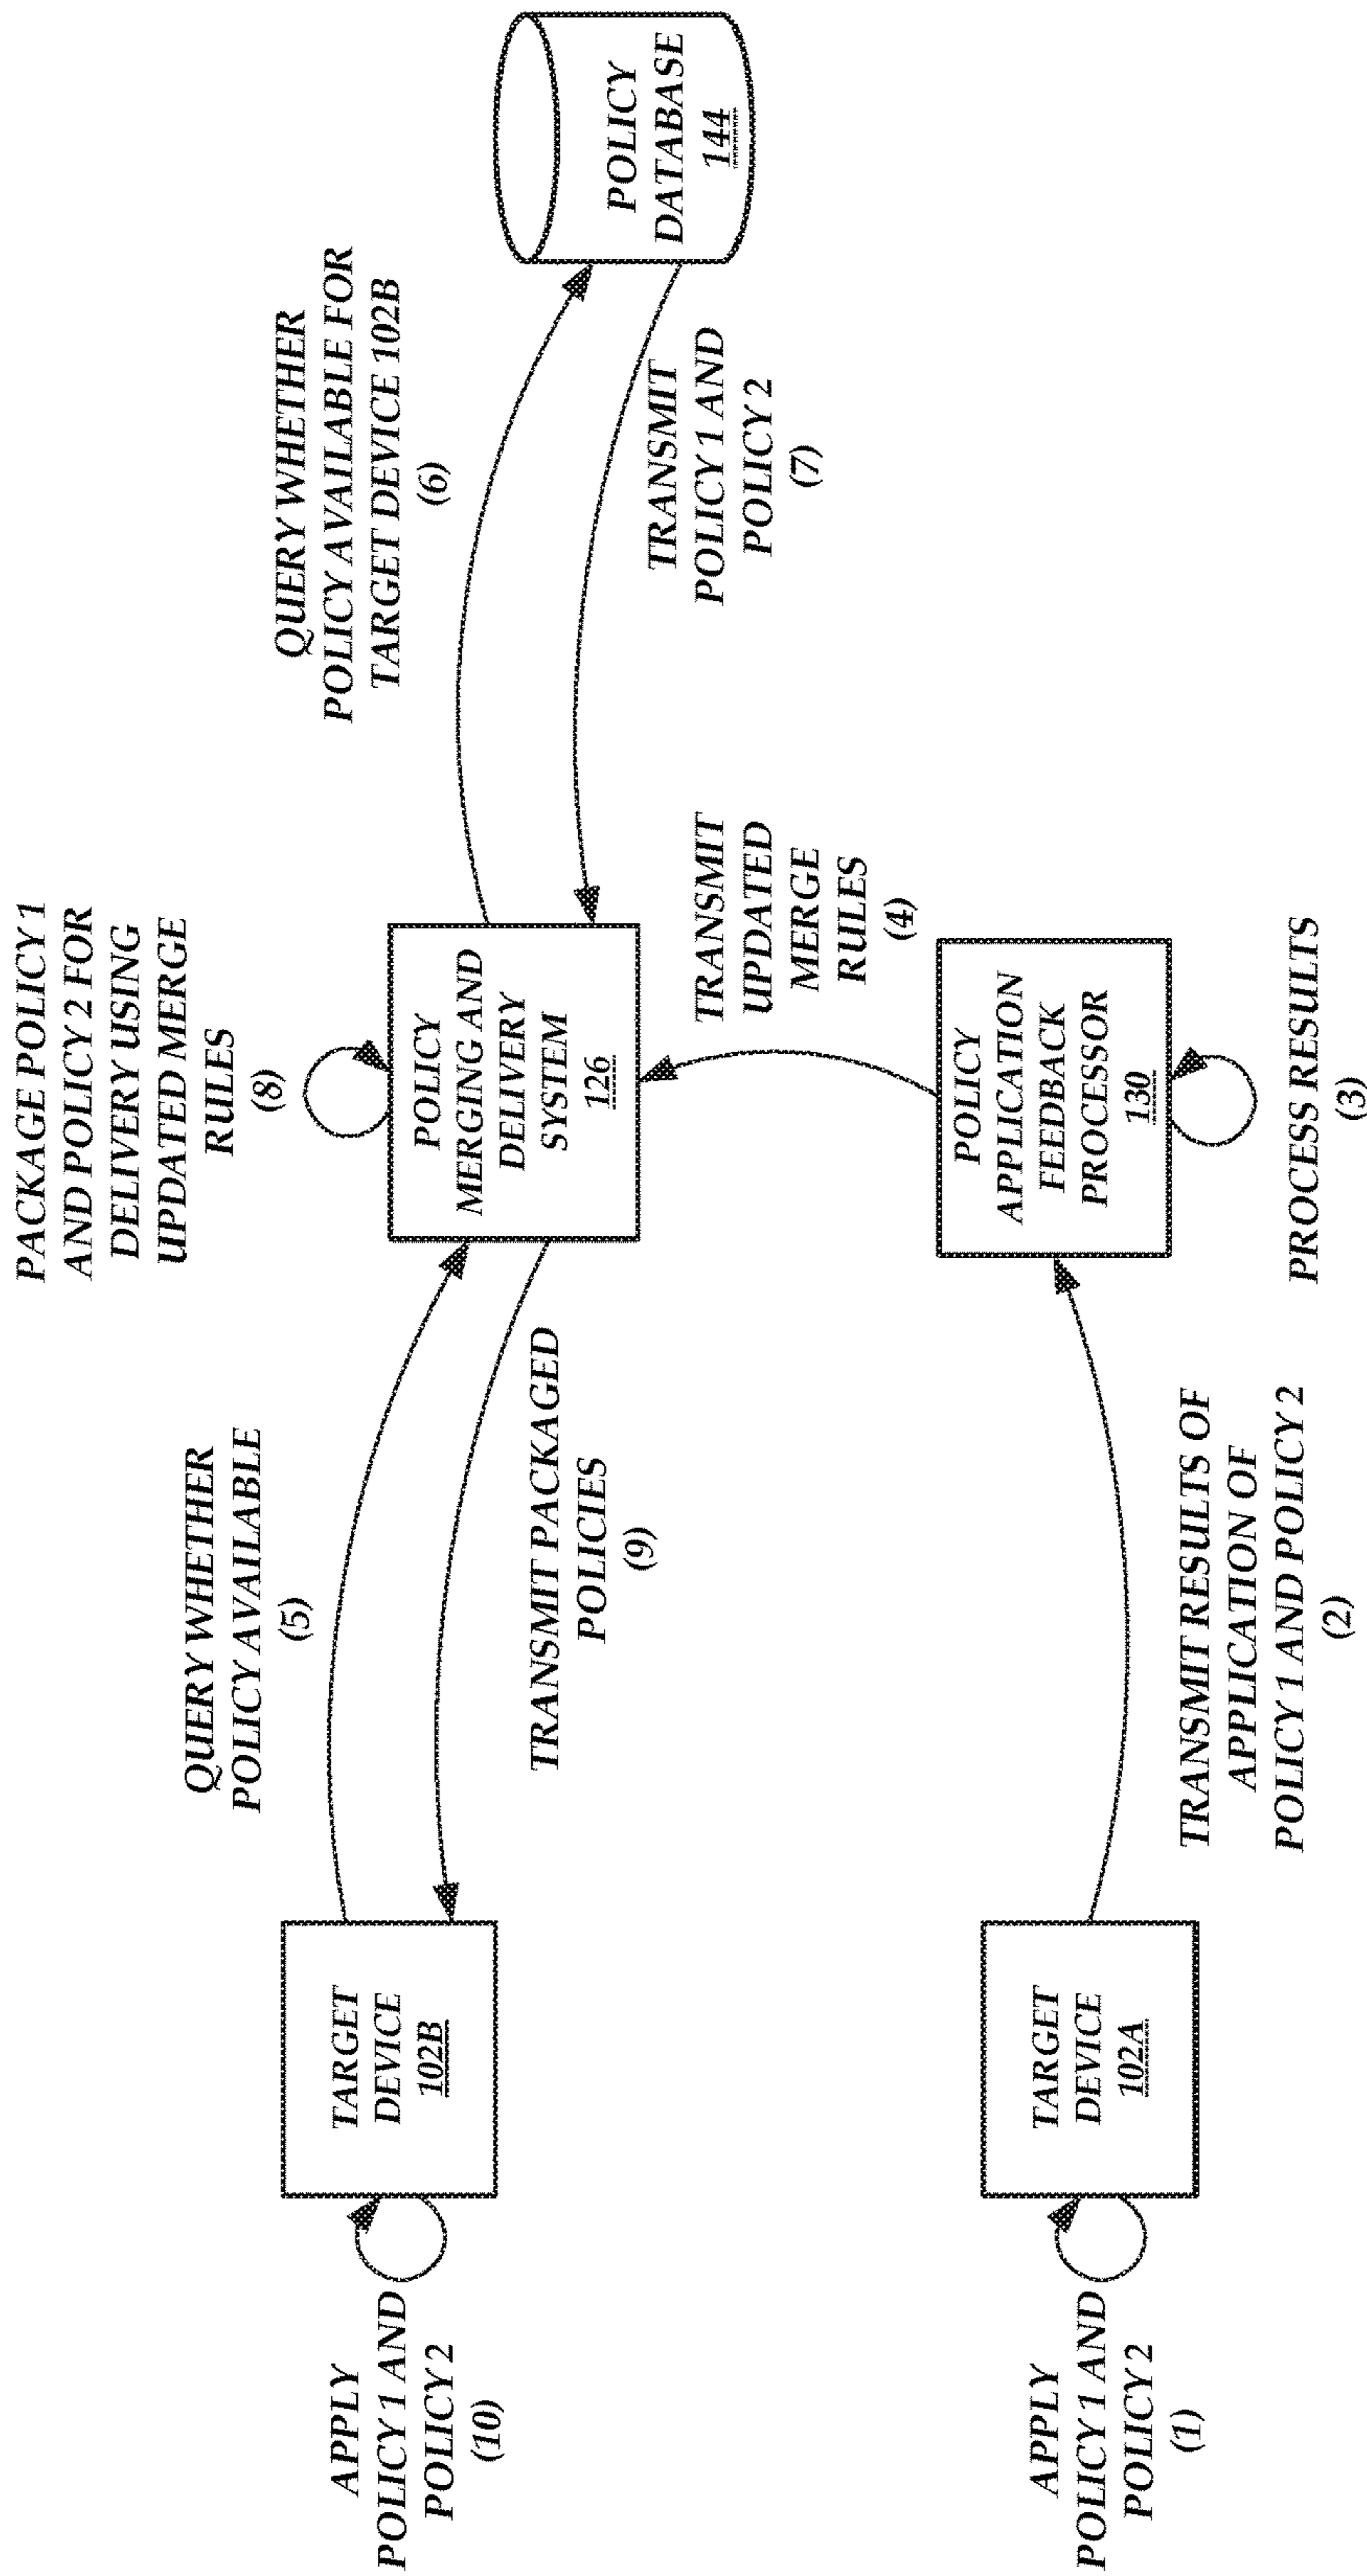 PACKAGE POLICY 1
AND POLICY 2 FOR
DELIVERY USING
UPDATED MERGE
RULES
(8)
QUERY WHETHER
POLICY AVAILABLE
(5)
QUERY WHETHER
POLICY AVAILABLE FOR
TARGET DEVICE 102B
(6)
APPLY
POLICY 1 AND
POLICY 2
(10)
TARGET
DEVICE
102B
TRANSMIT PACKAGED
POLICIES
(9)
POLICY
MERGING AND
DELIVERY
SYSTEM
126
TRANSMIT
POLICY 1 AND
POLICY 2
(7)
POLICY
DATABASE
144
TRANSMIT
UPDATED
MERGE
RULES
(4)
APPLY
POLICY 1 AND
POLICY 2
(1)
TARGET
DEVICE
102A
TRANSMIT RESULTS OF
APPLICATION OF
POLICY 1 AND POLICY 2
(2)
POLICY
APPLICATION
FEEDBACK
PROCESSOR
130
PROCESS RESULTS
(3)